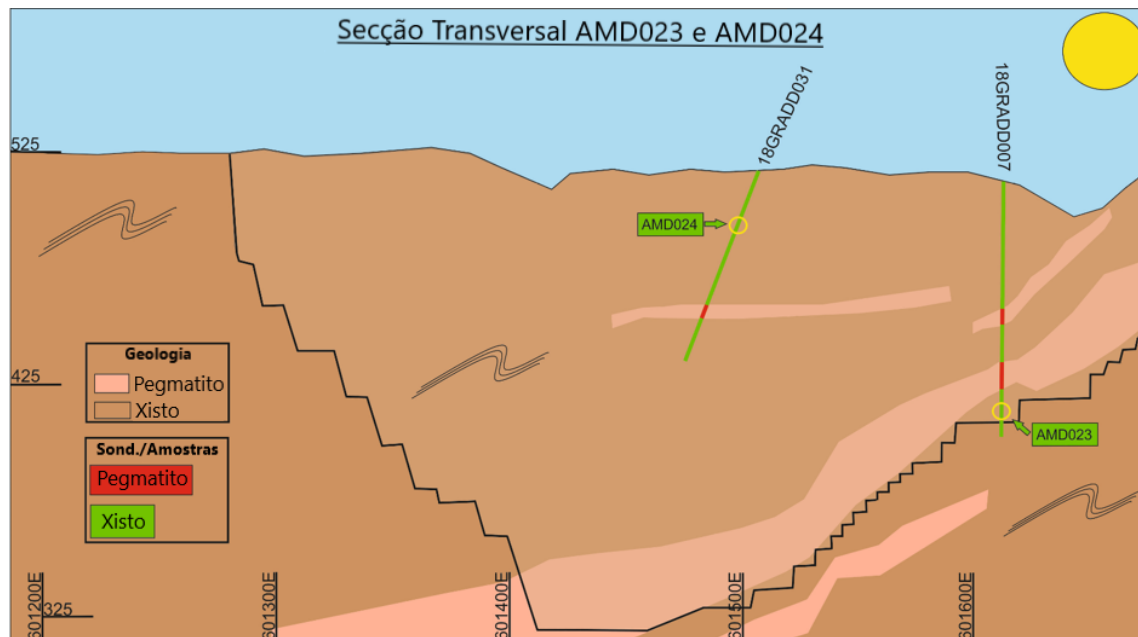 Secção Transversal AMD023 e AMD024
18GRADD031
18GRADD007
525
AMD024
Geologia
Pegmatito
Xisto
425
AMD023
Sond./Amostras
Pegmatito
Xisto
325
601200E
601300E
601400E
601500E
601600E